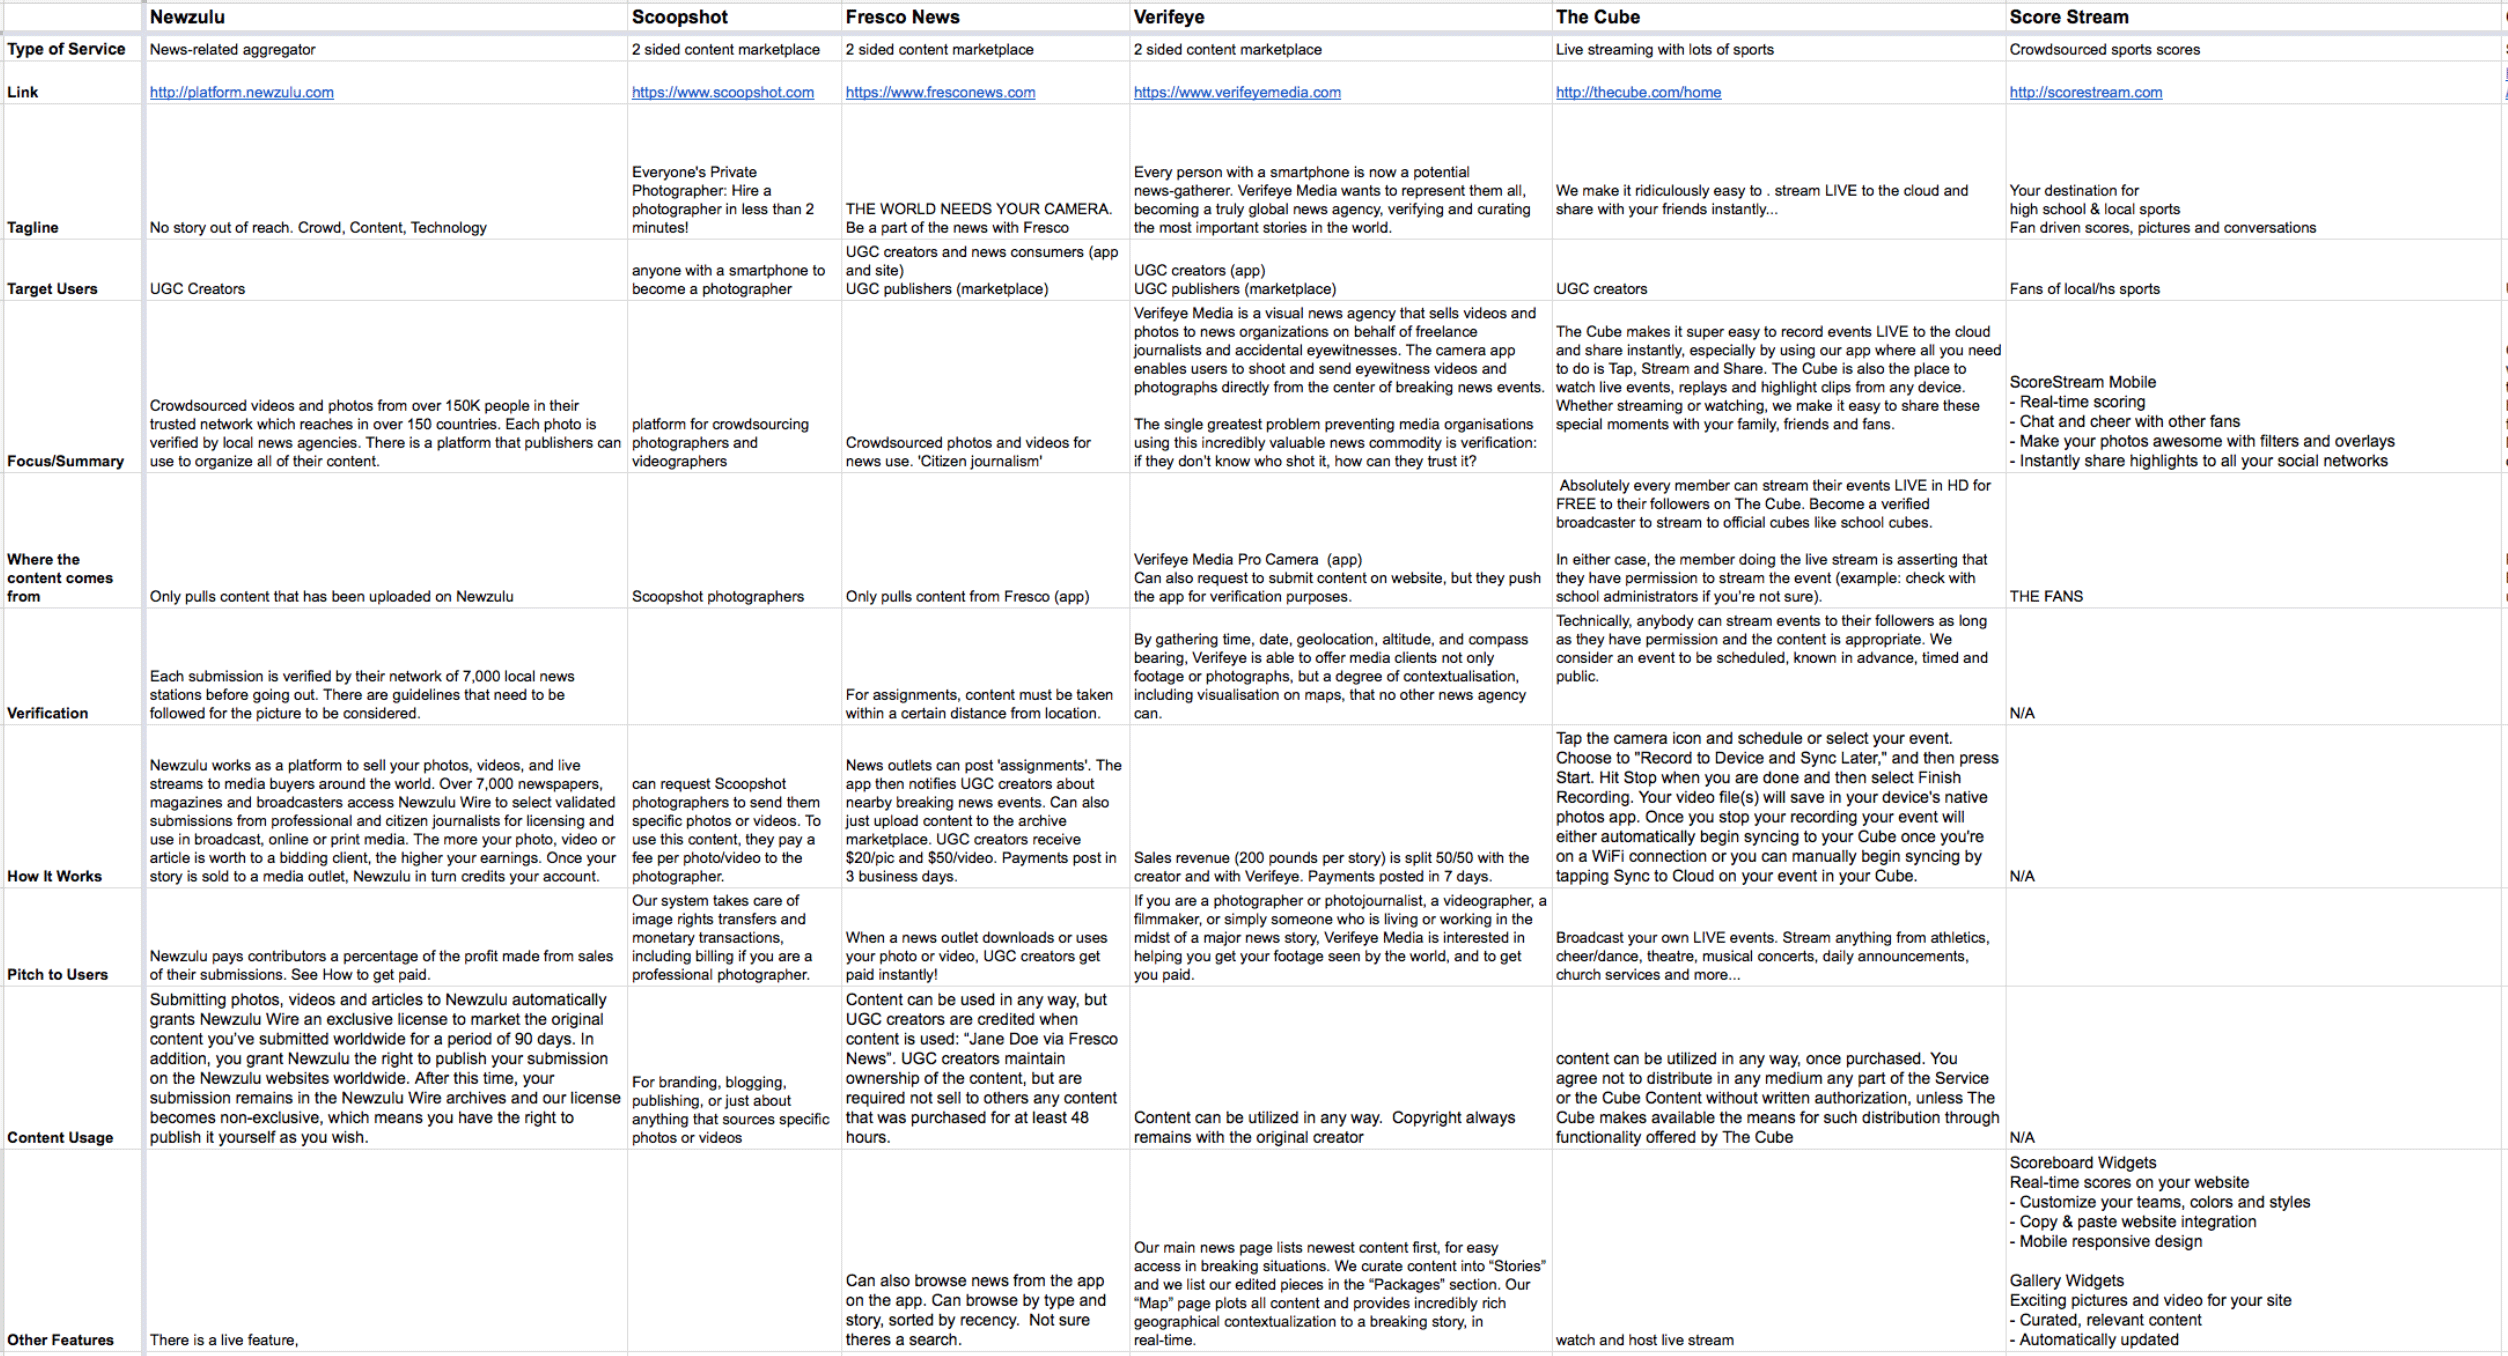 Newzulu
Scoopshot
Fresco News
Verifeye
The Cube
Score Stream
Type of Service
News-related aggregator
2 sided content marketplace
2 sided content marketplace
2 sided content marketplace
Live streaming with lots of sports
Crowdsourced sports scores
Link
http://platform.newzulu.com
https://www.scoopshot.com
https://www.fresconews.com
https://www.verifeyemedia.com
http://thecube.com/home
http://scorestream.com
Tagline
No story out of reach. Crowd, Content, Technology
Everyone's Private
Photographer: Hire a
photographer in less than 2
minutes!
THE WORLD NEEDS YOUR CAMERA.
Be a part of the news with Fresco
Every person with a smartphone is now a potential
news-gatherer. Verifeye Media wants to represent them all,
becoming a truly global news agency, verifying and curating
the most important stories in the world.
We make it ridiculously easy to . stream LIVE to the cloud and
share with your friends instantly...
Your destination for
high school & local sports
Fan driven scores, pictures and conversations
Target Users
UGC Creators
anyone with a smartphone to
become a photographer
UGC creators and news consumers (app
and site)
UGC publishers (marketplace)
UGC creators (app)
UGC publishers (marketplace)
UGC creators
Fans of local/hs sports
Focus/Summary
Crowdsourced videos and photos from over 150K people in their
trusted network which reaches in over 150 countries. Each photo is
verified by local news agencies. There is a platform that publishers can
use to organize all of their content.
platform for crowdsourcing
photographers and
videographers
Crowdsourced photos and videos for
news use. 'Citizen journalism'
Verifeye Media is a visual news agency that sells videos and
photos to news organizations on behalf of freelance
journalists and accidental eyewitnesses. The camera app
enables users to shoot and send eyewitness videos and
photographs directly from the center of breaking news events.
The single greatest problem preventing media organisations
using this incredibly valuable news commodity is verification:
if they don't know who shot it, how can they trust it?
The Cube makes it super easy to record events LIVE to the cloud
and share instantly, especially by using our app where all you need
to do is Tap, Stream and Share. The Cube is also the place to
watch live events, replays and highlight clips from any device.
Whether streaming or watching, we make it easy to share these
special moments with your family, friends and fans.
ScoreStream Mobile
- Real-time scoring
- Chat and cheer with other fans
- Make your photos awesome with filters and overlays
- Instantly share highlights to all your social networks
Where the
content comes
from
Only pulls content that has been uploaded on Newzulu
Scoopshot photographers
Only pulls content from Fresco (app)
Verifeye Media Pro Camera (app)
Can also request to submit content on website, but they push
the app for verification purposes.
Absolutely every member can stream their events LIVE in HD for
FREE to their followers on The Cube. Become a verified
broadcaster to stream to official cubes like school cubes.
In either case, the member doing the live stream is asserting that
they have permission to stream the event (example: check with
school administrators if you're not sure).
THE FANS
Verification
Each submission is verified by their network of 7,000 local news
stations before going out. There are guidelines that need to be
followed for the picture to be considered.
For assignments, content must be taken
within a certain distance from location.
By gathering time, date, geolocation, altitude, and compass
bearing, Verifeye is able to offer media clients not only
footage or photographs, but a degree of contextualisation,
including visualisation on maps, that no other news agency
can.
Technically, anybody can stream events to their followers as long
as they have permission and the content is appropriate. We
consider an event to be scheduled, known in advance, timed and
public.
N/A
How It Works
Newzulu works as a platform to sell your photos, videos, and live
streams to media buyers around the world. Over 7,000 newspapers,
magazines and broadcasters access Newzulu Wire to select validated
submissions from professional and citizen journalists for licensing and
use in broadcast, online or print media. The more your photo, video or
article is worth to a bidding client, the higher your earnings. Once your
story is sold to a media outlet, Newzulu in turn credits your account.
can request Scoopshot
photographers to send them
specific photos or videos. To
use this content, they pay a
fee per photo/video to the
photographer.
News outlets can post 'assignments'. The
app then notifies UGC creators about
nearby breaking news events. Can also
just upload content to the archive
marketplace. UGC creators receive
$20/pic and $50/video. Payments post in
3 business days.
Sales revenue (200 pounds per story) is split 50/50 with the
creator and with Verifeye. Payments posted in 7 days.
Tap the camera icon and schedule or select your event.
Choose to "Record to Device and Sync Later," and then press
Start. Hit Stop when you are done and then select Finish
Recording. Your video file(s) will save in your device's native
photos app. Once you stop your recording your event will
either automatically begin syncing to your Cube once you're
on a WiFi connection or you can manually begin syncing by
tapping Sync to Cloud on your event in your Cube.
N/A
Pitch to Users
Newzulu pays contributors a percentage of the profit made from sales
of their submissions. See How to get paid.
Our system takes care of
image rights transfers and
monetary transactions,
including billing if you are a
professional photographer.
When a news outlet downloads or uses
your photo or video, UGC creators get
paid instantly!
If you are a photographer or photojournalist, a videographer, a
filmmaker, or simply someone who is living or working in the
midst of a major news story, Verifeye Media is interested in
helping you get your footage seen by the world, and to get
you paid.
Broadcast your own LIVE events. Stream anything from athletics,
cheer/dance, theatre, musical concerts, daily announcements,
church services and more...
Content Usage
Submitting photos, videos and articles to Newzulu automatically
grants Newzulu Wire an exclusive license to market the original
content you've submitted worldwide for a period of 90 days. In
addition, you grant Newzulu the right to publish your submission
on the Newzulu websites worldwide. After this time, your
submission remains in the Newzulu Wire archives and our license
becomes non-exclusive, which means you have the right to
publish it yourself as you wish.
For branding, blogging,
publishing, or just about
anything that sources specific
photos or videos
Content can be used in any way, but
UGC creators are credited when
content is used: "Jane Doe via Fresco
News". UGC creators maintain
ownership of the content, but are
required not sell to others any content
that was purchased for at least 48
hours.
Content can be utilized in any way. Copyright always
remains with the original creator
content can be utilized in any way, once purchased. You
agree not to distribute in any medium any part of the Service
or the Cube Content without written authorization, unless The
Cube makes available the means for such distribution through
functionality offered by The Cube
N/A
Other Features
There is a live feature,
Can also browse news from the app
on the app. Can browse by type and
story, sorted by recency. Not sure
theres a search.
Our main news page lists newest content first, for easy
access in breaking situations. We curate content into “Stories”
and we list our edited pieces in the “Packages” section. Our
“Map” page plots all content and provides incredibly rich
geographical contextualization to a breaking story, in
real-time.
watch and host live stream
Scoreboard Widgets
Real-time scores on your website
- Customize your teams, colors and styles
- Copy & paste website integration
- Mobile responsive design
Gallery Widgets
Exciting pictures and video for your site
- Curated, relevant content
- Automatically updated